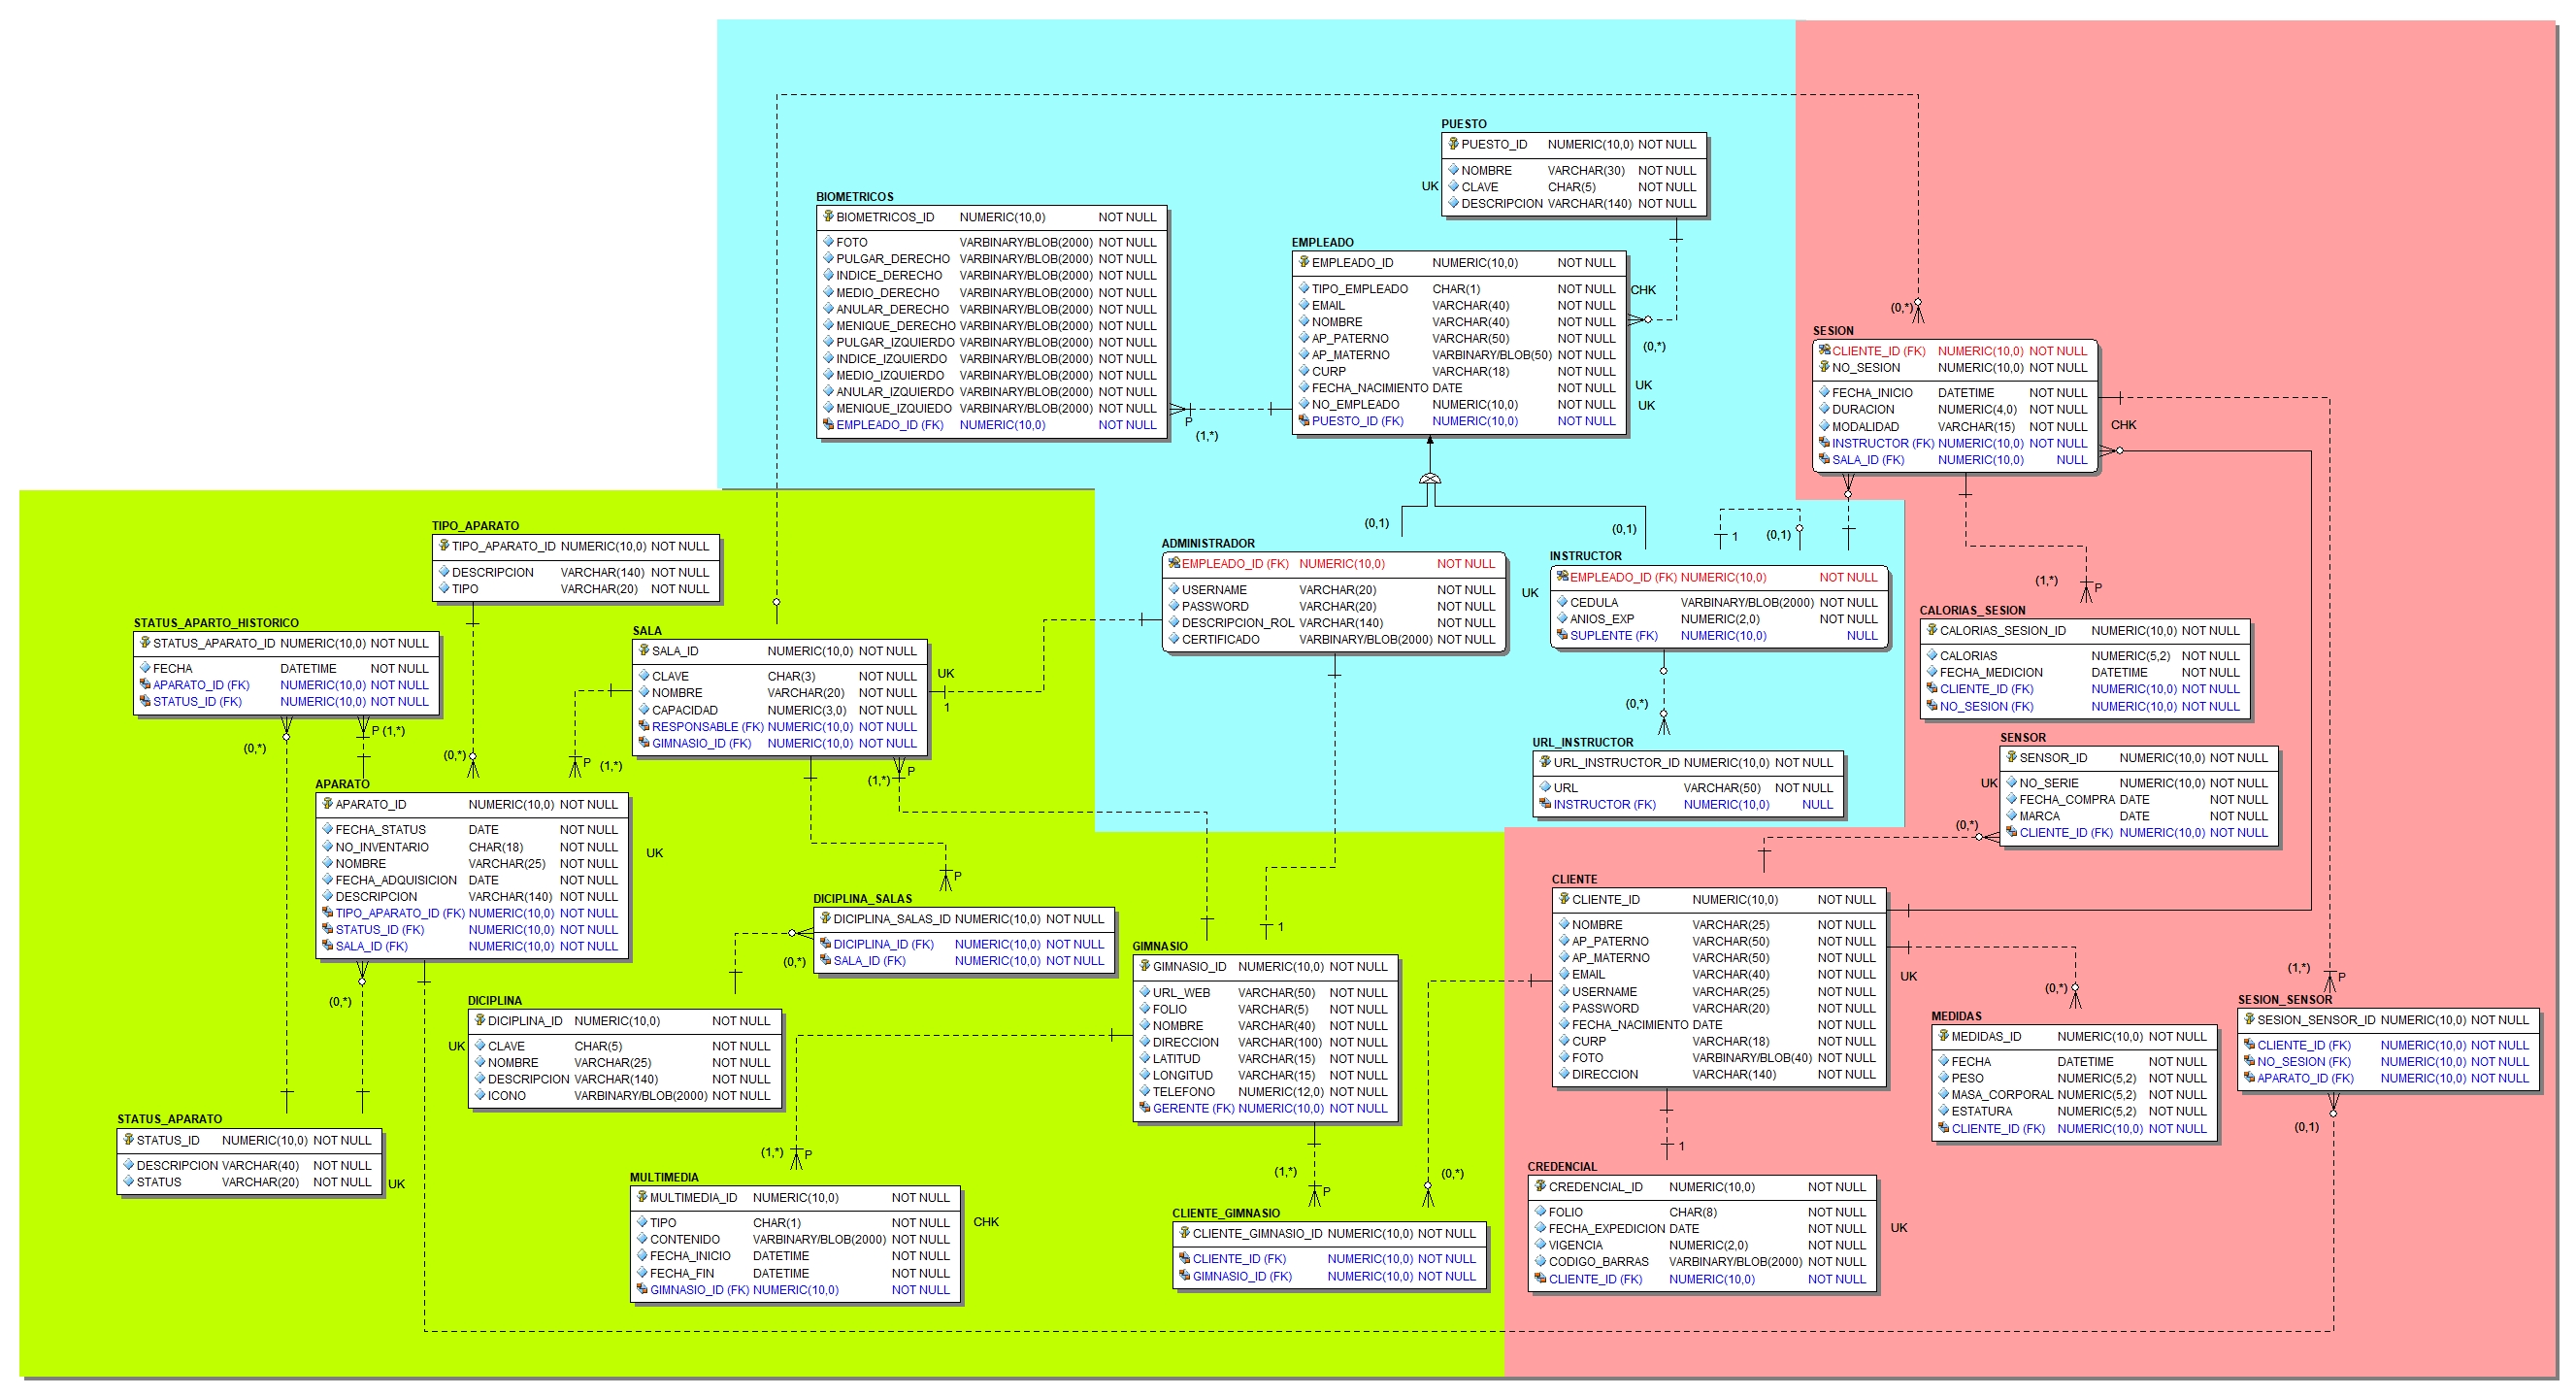 PUESTO
PUESTO_ID NUMERIC(10,0) NOT NULL
NOMBRE VARCHAR(30) NOT NULL
UK CLAVE CHAR(5) NOT NULL
DESCRIPCION VARCHAR(140) NOT NULL
BIOMETRICOS
BIOMETRICOS_ID NUMERIC(10,0) NOT NULL
FOTO VARBINARY/BLOB(2000) NOT NULL
PULGAR_DERECHO VARBINARY/BLOB(2000) NOT NULL
INDICE_DERECHO VARBINARY/BLOB(2000) NOT NULL
MEDIO_DERECHO VARBINARY/BLOB(2000) NOT NULL
ANULAR_DERECHO VARBINARY/BLOB(2000) NOT NULL
MENIQUE_DERECHO VARBINARY/BLOB(2000) NOT NULL
PULGAR_IZQUIERDO VARBINARY/BLOB(2000) NOT NULL
INDICE_IZQUIERDO VARBINARY/BLOB(2000) NOT NULL
MEDIO_IZQUIERDO VARBINARY/BLOB(2000) NOT NULL
ANULAR_IZQUIERDO VARBINARY/BLOB(2000) NOT NULL
MENIQUE_IZQUIEDO VARBINARY/BLOB(2000) NOT NULL
EMPLEADO_ID (FK) NUMERIC(10,0) NOT NULL
P
(1,*)
EMPLEADO
EMPLEADO_ID NUMERIC(10,0) NOT NULL
TIPO_EMPLEADO CHAR(1) NOT NULL CHK
EMAIL VARCHAR(40) NOT NULL
NOMBRE VARCHAR(40) NOT NULL
AP_PATERNO VARCHAR(50) NOT NULL
(0,*)
AP_MATERNO VARBINARY/BLOB(50) NOT NULL
CURP VARCHAR(18) NOT NULL
FECHA_NACIMIENTO DATE NOT NULL UK
NO_EMPLEADO NUMERIC(10,0) NOT NULL UK
PUESTO_ID (FK) NUMERIC(10,0) NOT NULL
(0,*)
SESION
CLIENTE_ID (FK) NUMERIC(10,0) NOT NULL
NO_SESION NUMERIC(10,0) NOT NULL
FECHA_INICIO DATETIME NOT NULL
DURACION NUMERIC(4,0) NOT NULL
MODALIDAD VARCHAR(15) NOT NULL CHK
INSTRUCTOR (FK) NUMERIC(10,0) NOT NULL
SALA_ID (FK) NUMERIC(10,0) NULL
(0,1)
(0,1)
1
(0,1)
TIPO_APARATO
TIPO_APARATO_ID NUMERIC(10,0) NOT NULL
DESCRIPCION VARCHAR(140) NOT NULL
TIPO VARCHAR(20) NOT NULL
ADMINISTRADOR
EMPLEADO_ID (FK) NUMERIC(10,0) NOT NULL
USERNAME VARCHAR(20) NOT NULL UK
PASSWORD VARCHAR(20) NOT NULL
DESCRIPCION_ROL VARCHAR(140) NOT NULL
CERTIFICADO VARBINARY/BLOB(2000) NOT NULL
INSTRUCTOR
EMPLEADO_ID (FK) NUMERIC(10,0) NOT NULL
CEDULA VARBINARY/BLOB(2000) NOT NULL
ANIOS_EXP NUMERIC(2,0) NOT NULL
SUPLENTE (FK) NUMERIC(10,0) NULL
(1,*)
P
CALORIAS_SESION
CALORIAS_SESION_ID NUMERIC(10,0) NOT NULL
CALORIAS NUMERIC(5,2) NOT NULL
FECHA_MEDICION DATETIME NOT NULL
CLIENTE_ID (FK) NUMERIC(10,0) NOT NULL
NO_SESION (FK) NUMERIC(10,0) NOT NULL
STATUS_APARTO_HISTORICO
STATUS_APARATO_ID NUMERIC(10,0) NOT NULL
FECHA DATETIME NOT NULL
APARATO_ID (FK) NUMERIC(10,0) NOT NULL
STATUS_ID (FK) NUMERIC(10,0) NOT NULL
(0,*)
P (1,*)
(0,*)
P
(1,*)
SALA
SALA_ID NUMERIC(10,0) NOT NULL
CLAVE CHAR(3) NOT NULL UK
NOMBRE VARCHAR(20) NOT NULL
1
CAPACIDAD NUMERIC(3,0) NOT NULL
RESPONSABLE (FK) NUMERIC(10,0) NOT NULL
GIMNASIO_ID (FK) NUMERIC(10,0) NOT NULL
(1,*)
P
(0,*)
URL_INSTRUCTOR
URL_INSTRUCTOR_ID NUMERIC(10,0) NOT NULL
URL VARCHAR(50) NOT NULL
INSTRUCTOR (FK) NUMERIC(10,0) NULL
SENSOR
SENSOR_ID NUMERIC(10,0) NOT NULL
UK NO_SERIE NUMERIC(10,0) NOT NULL
FECHA_COMPRA DATE NOT NULL
MARCA DATE NOT NULL
CLIENTE_ID (FK) NUMERIC(10,0) NOT NULL
(0,*)
APARATO
APARATO_ID NUMERIC(10,0) NOT NULL
FECHA_STATUS DATE NOT NULL
NO_INVENTARIO CHAR(18) NOT NULL UK
NOMBRE VARCHAR(25) NOT NULL
FECHA_ADQUISICION DATE NOT NULL
DESCRIPCION VARCHAR(140) NOT NULL
TIPO_APARATO_ID (FK) NUMERIC(10,0) NOT NULL
STATUS_ID (FK) NUMERIC(10,0) NOT NULL
SALA_ID (FK) NUMERIC(10,0) NOT NULL
(0,*)
P
DICIPLINA_SALAS
DICIPLINA_SALAS_ID NUMERIC(10,0) NOT NULL
DICIPLINA_ID (FK) NUMERIC(10,0) NOT NULL
SALA_ID (FK) NUMERIC(10,0) NOT NULL
(0,*)
1
CLIENTE
CLIENTE_ID NUMERIC(10,0) NOT NULL
NOMBRE VARCHAR(25) NOT NULL
AP_PATERNO VARCHAR(50) NOT NULL
AP_MATERNO VARCHAR(50) NOT NULL
EMAIL VARCHAR(40) NOT NULL UK
USERNAME VARCHAR(25) NOT NULL
PASSWORD VARCHAR(20) NOT NULL
FECHA_NACIMIENTO DATE NOT NULL
CURP VARCHAR(18) NOT NULL
FOTO VARBINARY/BLOB(40) NOT NULL
DIRECCION VARCHAR(140) NOT NULL
DICIPLINA
DICIPLINA_ID NUMERIC(10,0) NOT NULL
UK CLAVE CHAR(5) NOT NULL
NOMBRE VARCHAR(25) NOT NULL
DESCRIPCION VARCHAR(140) NOT NULL
ICONO VARBINARY/BLOB(2000) NOT NULL
GIMNASIO
GIMNASIO_ID NUMERIC(10,0) NOT NULL
URL_WEB VARCHAR(50) NOT NULL
FOLIO VARCHAR(5) NOT NULL
NOMBRE VARCHAR(40) NOT NULL
DIRECCION VARCHAR(100) NOT NULL
LATITUD VARCHAR(15) NOT NULL
LONGITUD VARCHAR(15) NOT NULL
TELEFONO NUMERIC(12,0) NOT NULL
GERENTE (FK) NUMERIC(10,0) NOT NULL
(0,*)
(1,*)
P
MEDIDAS
MEDIDAS_ID NUMERIC(10,0) NOT NULL
FECHA DATETIME NOT NULL
PESO NUMERIC(5,2) NOT NULL
MASA_CORPORAL NUMERIC(5,2) NOT NULL
ESTATURA NUMERIC(5,2) NOT NULL
CLIENTE_ID (FK) NUMERIC(10,0) NOT NULL
SESION_SENSOR
SESION_SENSOR_ID NUMERIC(10,0) NOT NULL
CLIENTE_ID (FK) NUMERIC(10,0) NOT NULL
NO_SESION (FK) NUMERIC(10,0) NOT NULL
APARATO_ID (FK) NUMERIC(10,0) NOT NULL
(0,1)
STATUS_APARATO
STATUS_ID NUMERIC(10,0) NOT NULL
DESCRIPCION VARCHAR(40) NOT NULL
STATUS VARCHAR(20) NOT NULL UK
(1,*)
P
MULTIMEDIA
MULTIMEDIA_ID NUMERIC(10,0) NOT NULL
TIPO CHAR(1) NOT NULL CHK
CONTENIDO VARBINARY/BLOB(2000) NOT NULL
FECHA_INICIO DATETIME NOT NULL
FECHA_FIN DATETIME NOT NULL
GIMNASIO_ID (FK) NUMERIC(10,0) NOT NULL
(1,*)
P
(0,*)
CLIENTE_GIMNASIO
CLIENTE_GIMNASIO_ID NUMERIC(10,0) NOT NULL
CLIENTE_ID (FK) NUMERIC(10,0) NOT NULL
GIMNASIO_ID (FK) NUMERIC(10,0) NOT NULL
1
CREDENCIAL
CREDENCIAL_ID NUMERIC(10,0) NOT NULL
FOLIO CHAR(8) NOT NULL
FECHA_EXPEDICION DATE NOT NULL UK
VIGENCIA NUMERIC(2,0) NOT NULL
CODIGO_BARRAS VARBINARY/BLOB(2000) NOT NULL
CLIENTE_ID (FK) NUMERIC(10,0) NOT NULL